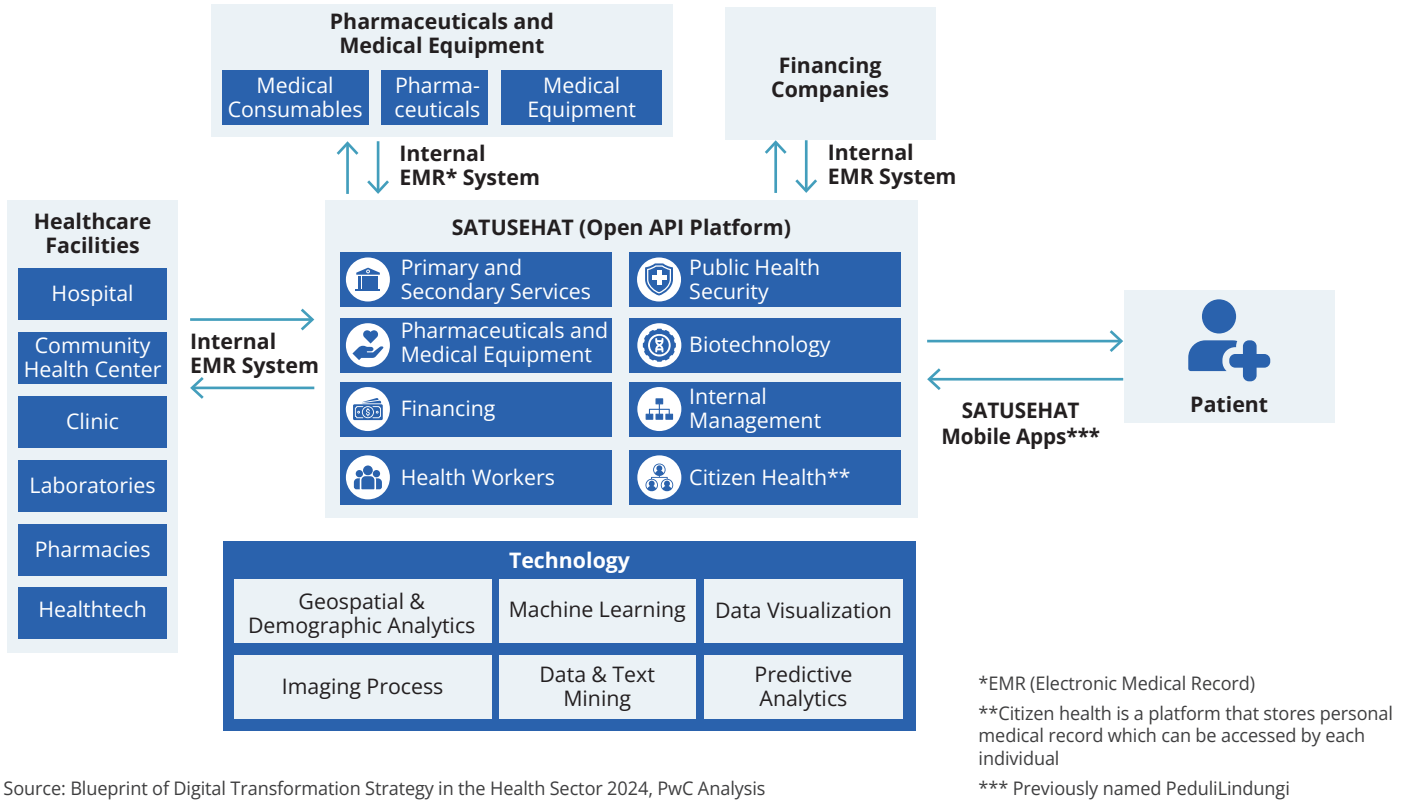 Pharmaceuticals and
Medical Equipment
Medical
Consumables
Pharma-
ceuticals
Medical
Equipment
Financing
Companies
Internal
EMR* System
Internal
EMR System
Healthcare
Facilities
Hospital
Community
Health Center
Clinic
Laboratories
Pharmacies
Healthtech
Internal
EMR System
SATUSEHAT (Open API Platform)
Primary and
Secondary Services
Public Health
Security
Pharmaceuticals and
Medical Equipment
Biotechnology
Financing
Internal
Management
Health Workers
Citizen Health**
SATUSEHAT
Mobile Apps***
Patient
Technology
Geospatial &
Demographic Analytics
Machine Learning
Data Visualization
Imaging Process
Data & Text
Mining
Predictive
Analytics
*EMR (Electronic Medical Record)
**Citizen health is a platform that stores personal
medical record which can be accessed by each
individual
*** Previously named PeduliLindungi
Source: Blueprint of Digital Transformation Strategy in the Health Sector 2024, PwC Analysis